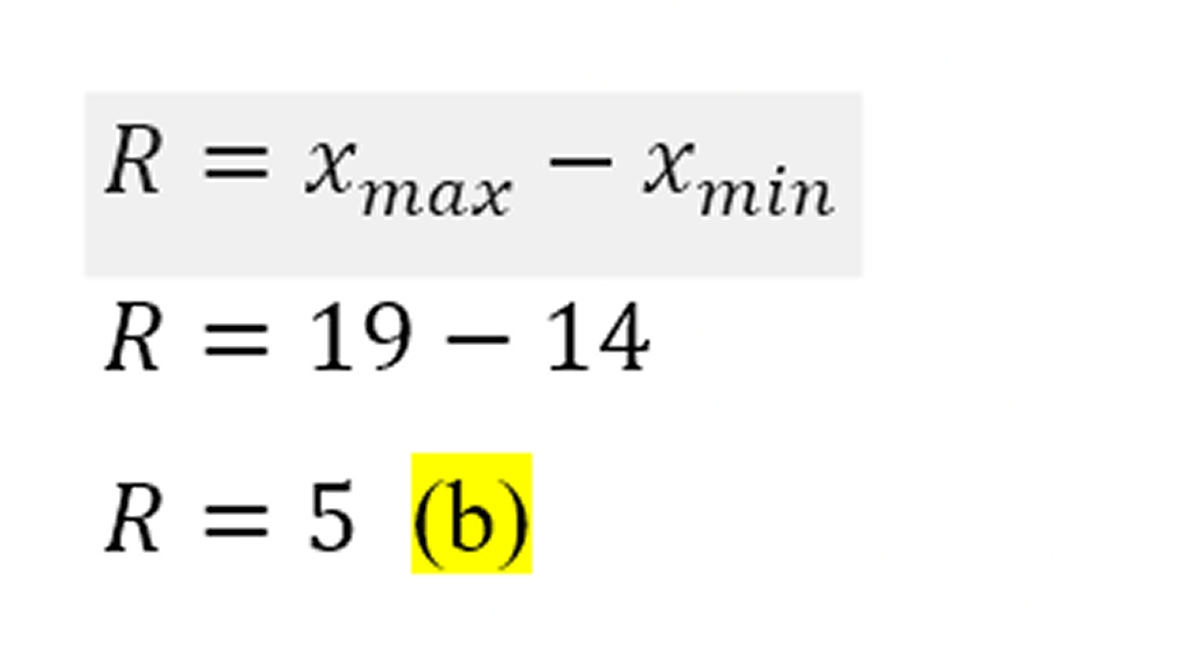 R = x_max − x_min
R = 19 − 14
R = 5 (b)